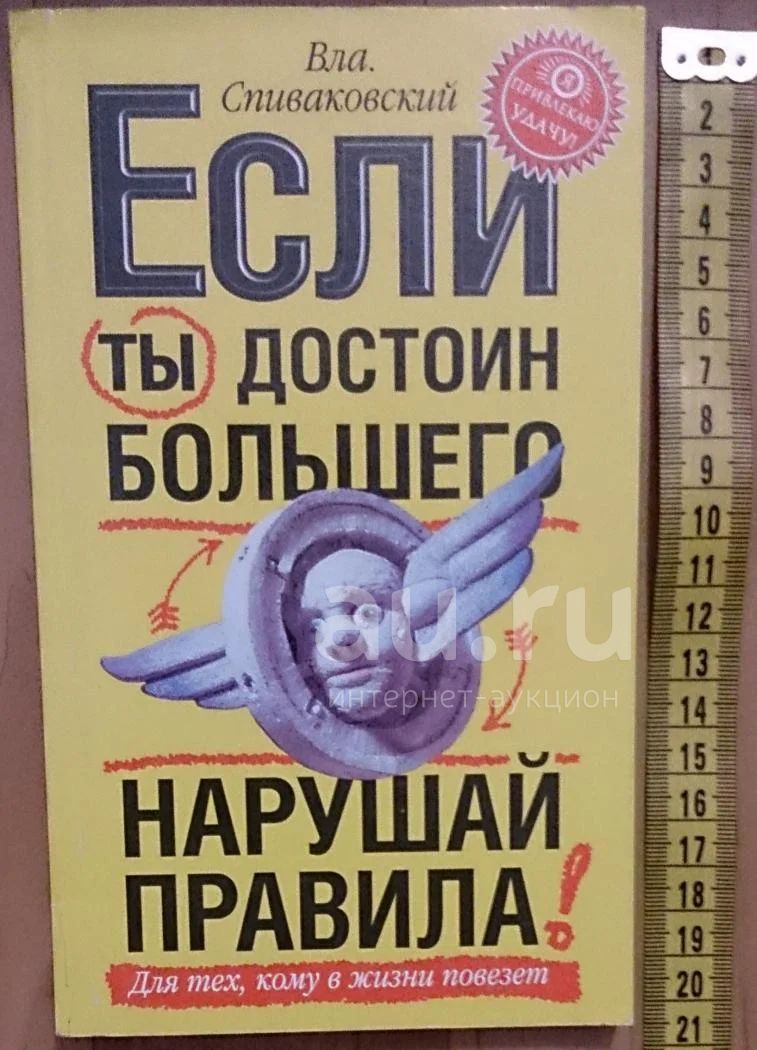 Вла.
Спиваковский
Я
ПРИВЛЕКАЮ
УДАЧУ!
Если
ТЫ ДОСТОИН
БОЛЬШЕГО
au.ru
интернет-аукцион
НАРУШАЙ
ПРАВИЛА!
Для тех, кому в жизни повезет
2
3
4
5
6
7
8
9
10
11
12
13
14
15
16
17
18
19
20
21